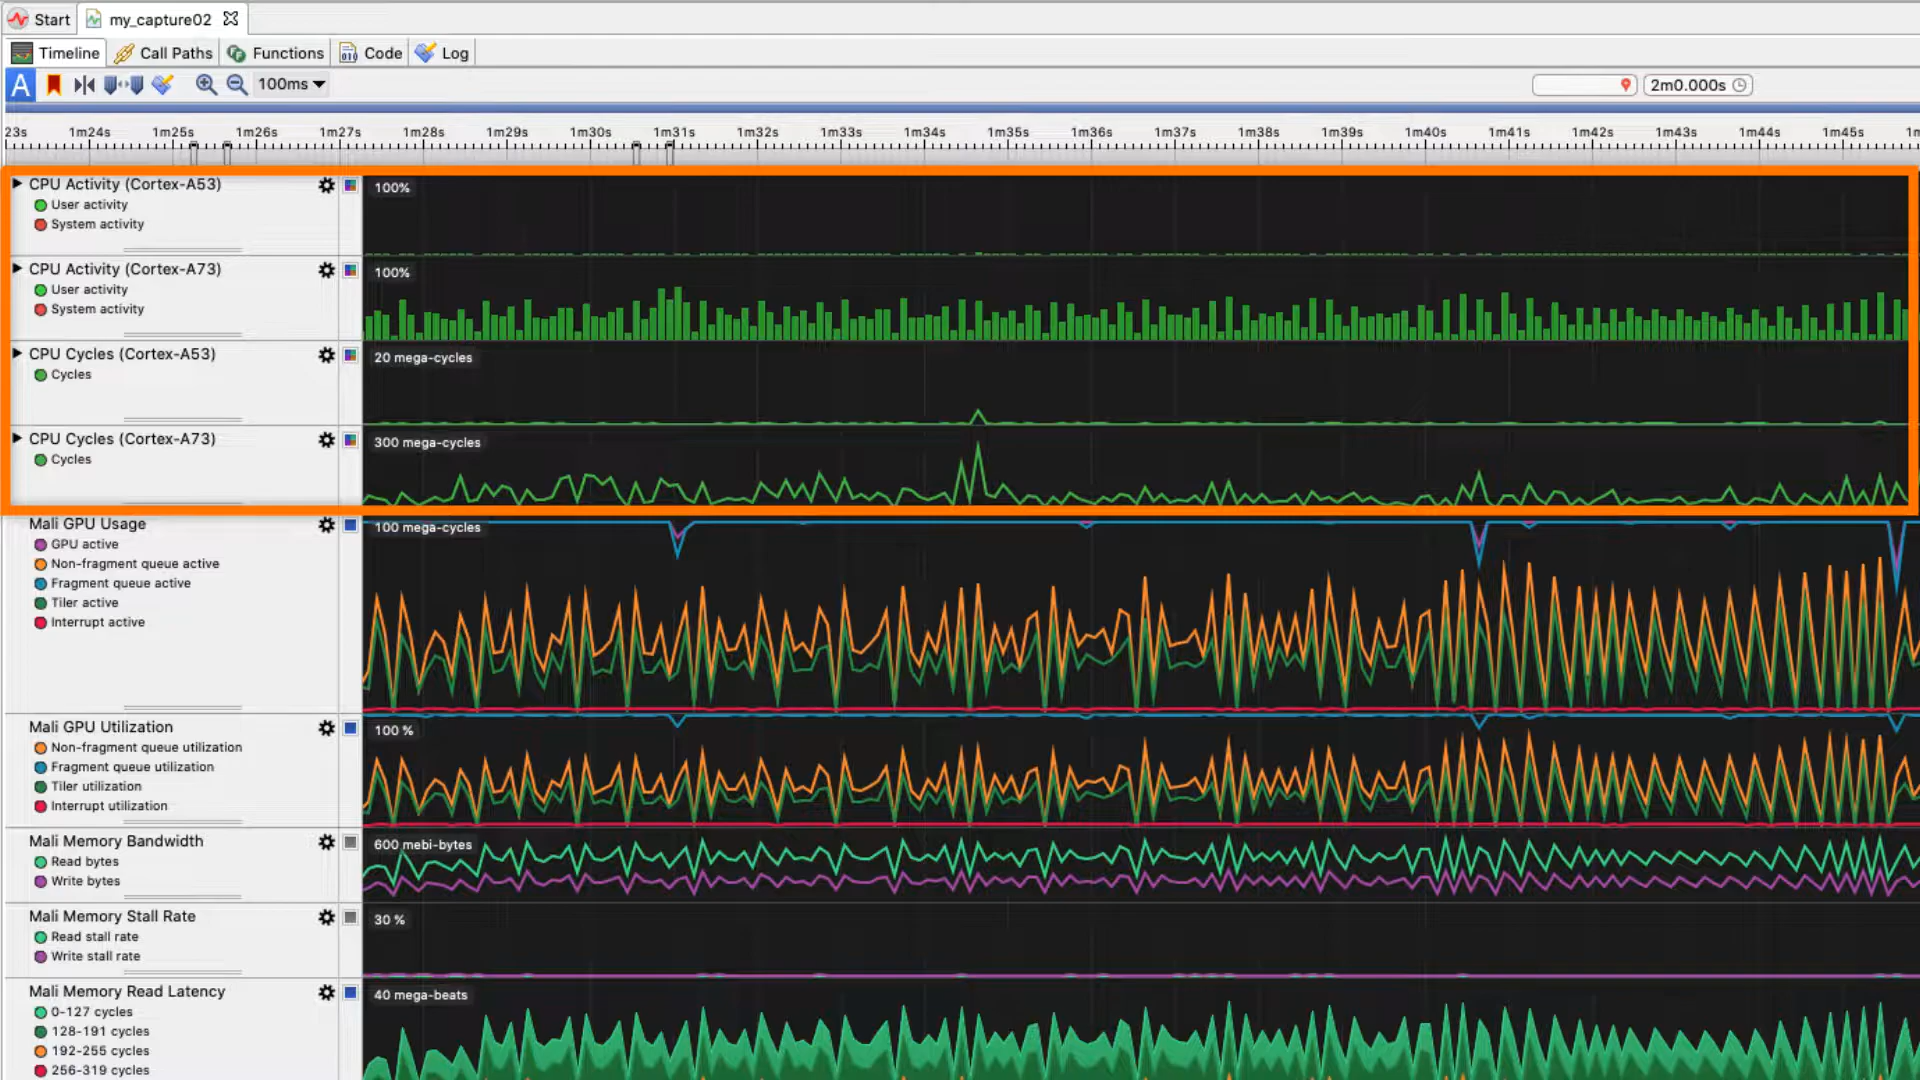 Start my_capture02
Timeline Call Paths Functions Code Log
A 100ms 2m0.000s
23s 1m24s 1m25s 1m26s 1m27s 1m28s 1m29s 1m30s 1m31s 1m32s 1m33s 1m34s 1m35s 1m36s 1m37s 1m38s 1m39s 1m40s 1m41s 1m42s 1m43s 1m44s 1m45s 1m
CPU Activity (Cortex-A53) 100%
User activity
System activity
CPU Activity (Cortex-A73) 100%
User activity
System activity
CPU Cycles (Cortex-A53) 20 mega-cycles
Cycles
CPU Cycles (Cortex-A73) 300 mega-cycles
Cycles
Mali GPU Usage 100 mega-cycles
GPU active
Non-fragment queue active
Fragment queue active
Tiler active
Interrupt active
Mali GPU Utilization 100 %
Non-fragment queue utilization
Fragment queue utilization
Tiler utilization
Interrupt utilization
Mali Memory Bandwidth 600 mebi-bytes
Read bytes
Write bytes
Mali Memory Stall Rate 30 %
Read stall rate
Write stall rate
Mali Memory Read Latency 40 mega-beats
0-127 cycles
128-191 cycles
192-255 cycles
256-319 cycles